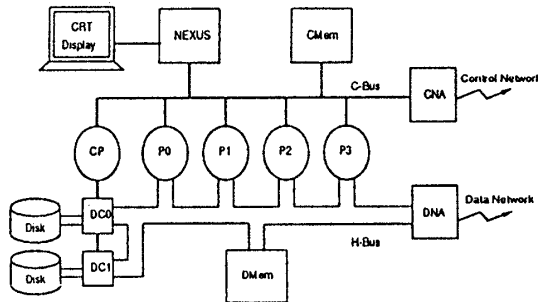 CRT
Display
NEXUS
CMem
C-Bus
CNA
Control Network
CP
P0
P1
P2
P3
Disk
DC0
DNA
Data Network
Disk
DC1
DMem
H-Bus